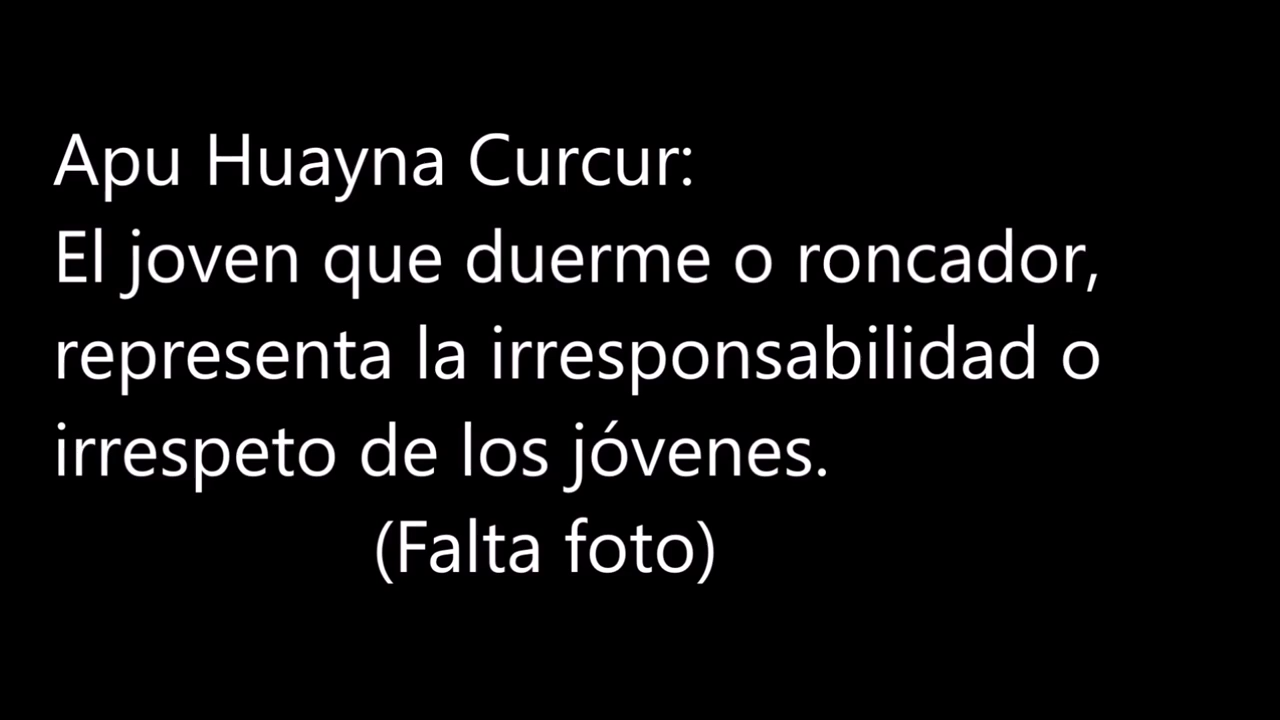 Apu Huayna Curcur:
El joven que duerme o roncador,
representa la irresponsabilidad o
irrespeto de los jóvenes.
(Falta foto)